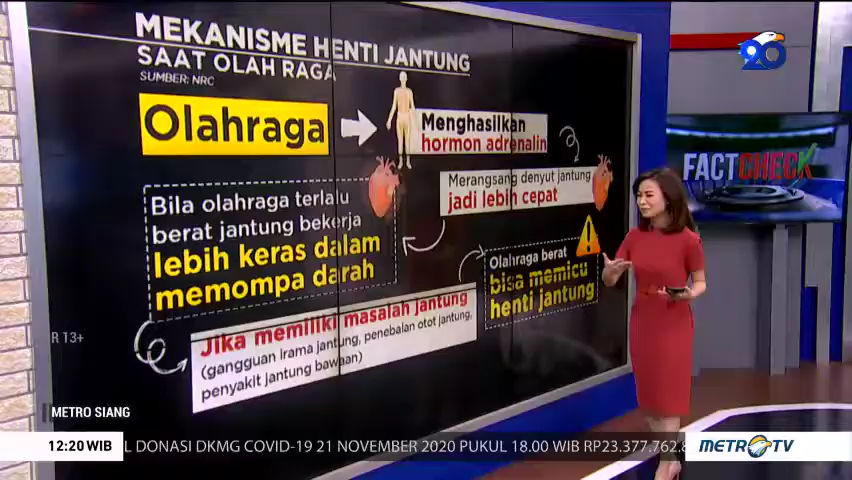 MEKANISME HENTI JANTUNG
SAAT OLAH RAGA
SUMBER: NRC
Olahraga
Menghasilkan
hormon adrenalin
Merangsang denyut jantung
jadi lebih cepat
Bila olahraga terlalu
berat jantung bekerja
lebih keras dalam
memompa darah
Jika memiliki masalah jantung
(gangguan irama jantung, penebalan otot jantung,
penyakit jantung bawaan)
Olahraga berat
bisa memicu
henti jantung
20
FACTCHECK
R 13+
METRO SIANG
12:20 WIB
L DONASI DKMG COVID-19 21 NOVEMBER 2020 PUKUL 18.00 WIB RP23.377.762.8
METRO TV